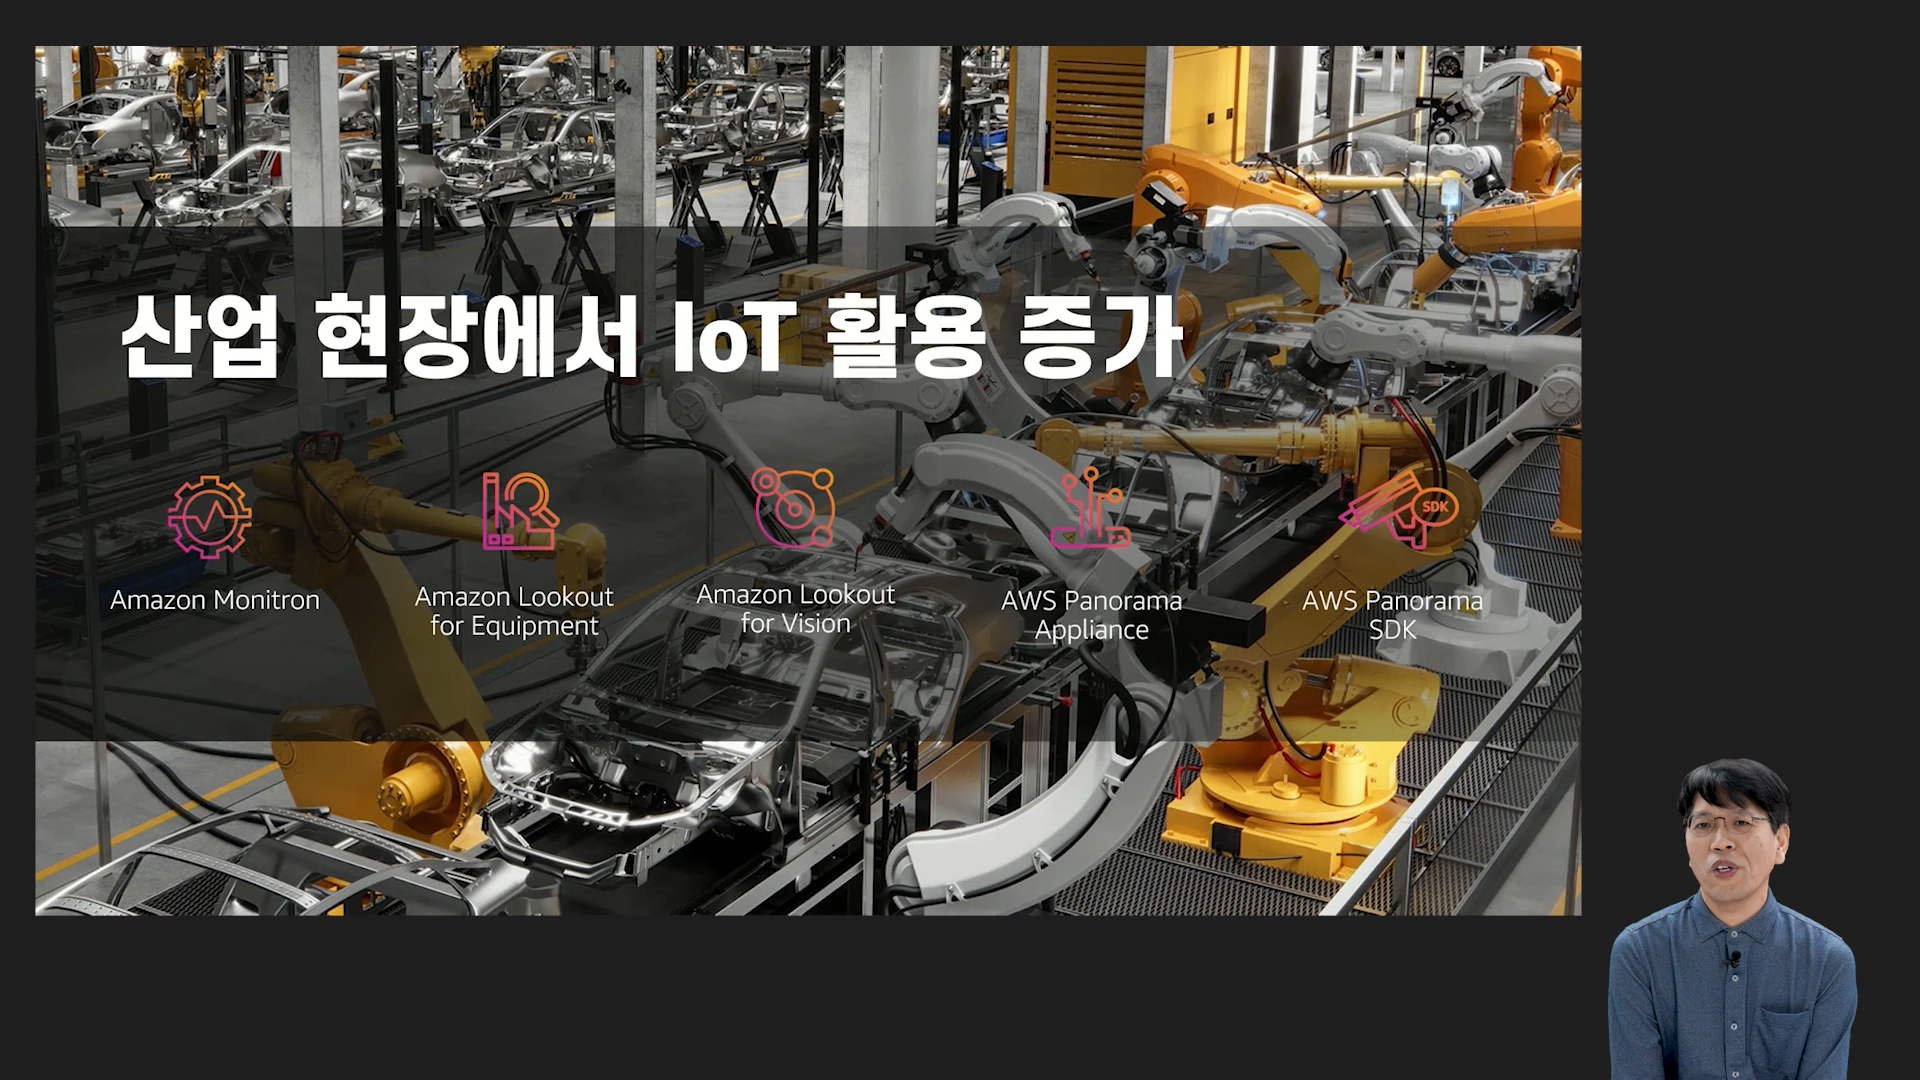 산업 현장에서 IoT 활용 증가
SDK
Amazon Monitron
Amazon Lookout
for Equipment
Amazon Lookout
for Vision
AWS Panorama
Appliance
AWS Panorama
SDK